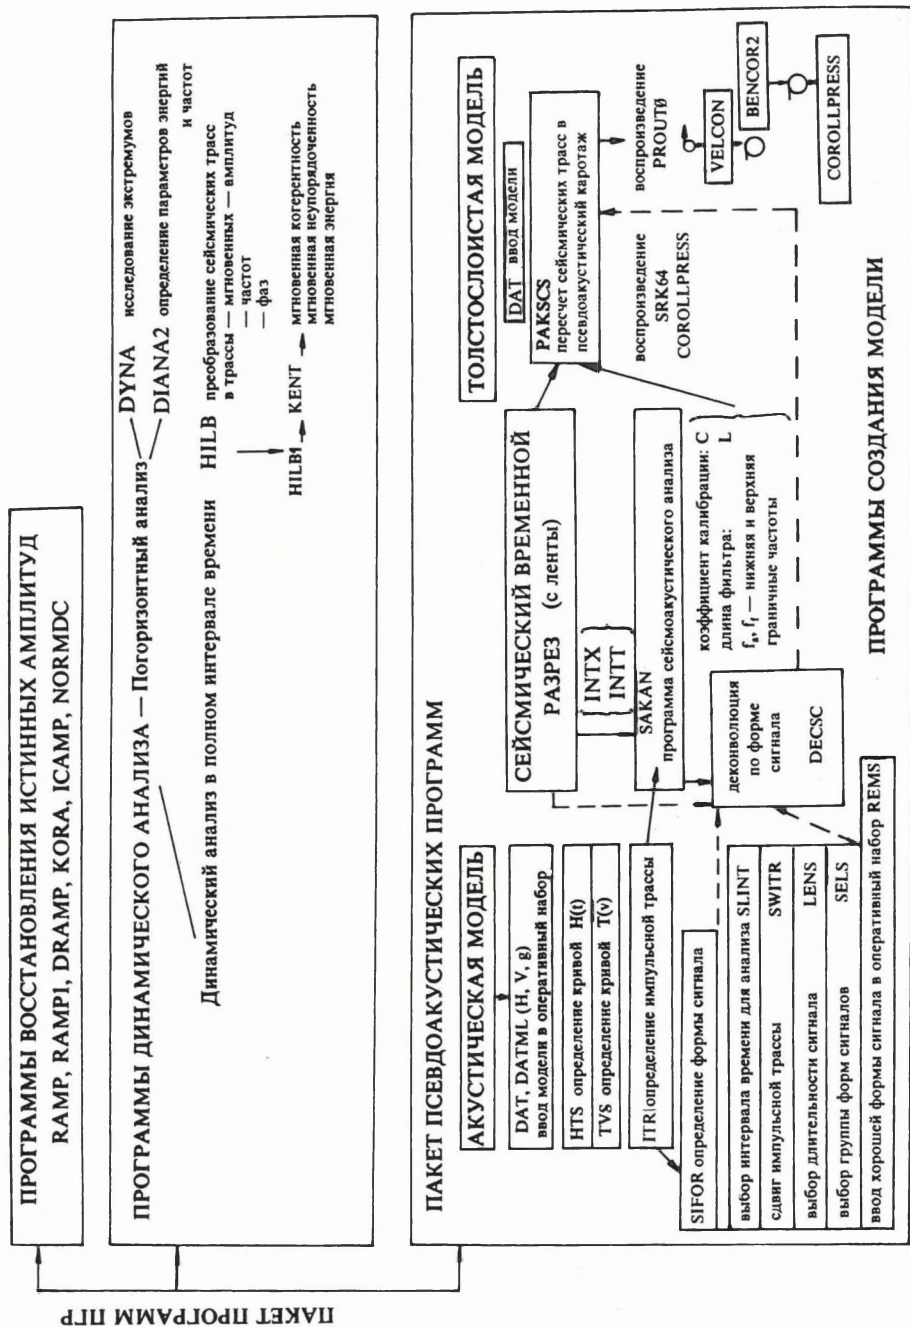 ПАКЕТ ПРОГРАММ ПГР
ПРОГРАММЫ ВОССТАНОВЛЕНИЯ ИСТИННЫХ АМПЛИТУД
RAMP, RAMP1, DRAMP, KORA, ICAMP, NORMDC
ПРОГРАММЫ ДИНАМИЧЕСКОГО АНАЛИЗА — Погоризонтный анализ
DYNA исследование экстремумов
DIANA2 определение параметров энергий
и частот
Динамический анализ в полном интервале времени
HILB преобразование сейсмических трасс
в трассы — мгновенных — амплитуд
— частот
— фаз
HILB1
KENT
мгновенная когерентность
мгновенная неупорядоченность
мгновенная энергия
ПАКЕТ ПСЕВДОАКУСТИЧЕСКИХ ПРОГРАММ
АКУСТИЧЕСКАЯ МОДЕЛЬ
DAT, DATML (H, V, g)
ввод модели в оперативный набор
HTS определение кривой H(t)
TVS определение кривой T(v)
ITR|определение импульсной трассы
SIFOR определение формы сигнала
выбор интервала времени для анализа SLINT
сдвиг импульсной трассы SWITR
выбор длительности сигнала LENS
выбор группы форм сигналов SELS
ввод хорошей формы сигнала в оперативный набор REMS
СЕЙСМИЧЕСКИЙ ВРЕМЕННОЙ
РАЗРЕЗ (с ленты)
INTX
INTT
SAKAN
программа сейсмоакустического анализа
деконволюция
по форме
сигнала
DECSC
коэффициент калибрации: C
длина фильтра: L
fн, fг — нижняя и верхняя
граничные частоты
ТОЛСТОСЛОИСТАЯ МОДЕЛЬ
DAT ввод модели
PAKSCS
пересчет сейсмических трасс в
псевдоакустический каротаж
воспроизведение
SRK64
COROLLPRESS
воспроизведение
PROUTØ
VELCON
BENCOR2
COROLLPRESS
ПРОГРАММЫ СОЗДАНИЯ МОДЕЛИ